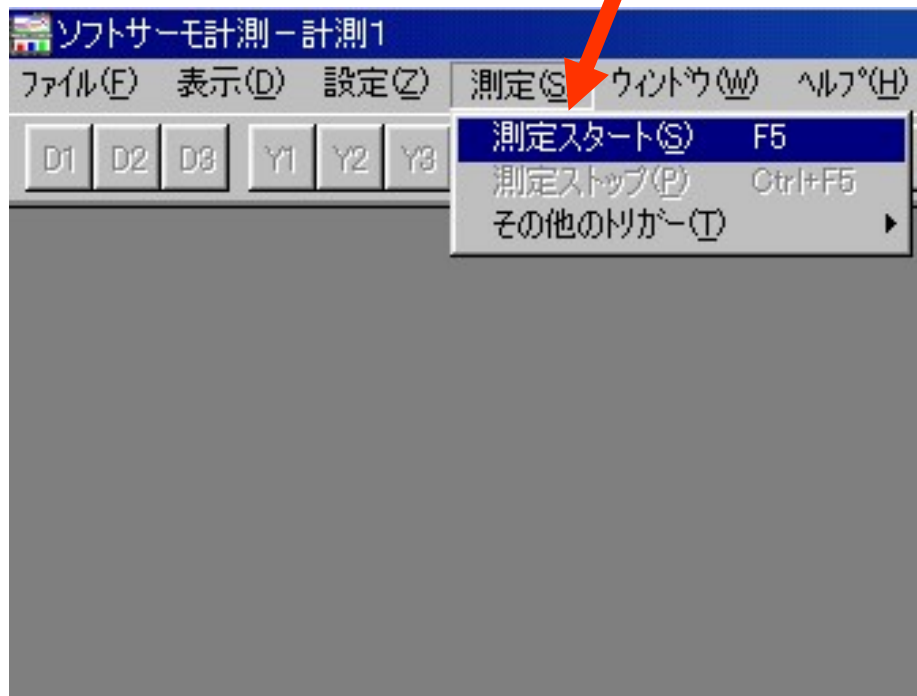 ソフトサーモ計測－計測1
ファイル(F) 表示(D) 設定(Z) 測定(S) ウィンドウ(W) ヘルプ(H)
D1 D2 D3 Y1 Y2 Y3
測定スタート(S) F5
測定ストップ(P) Ctrl+F5
その他のトリガー(T)